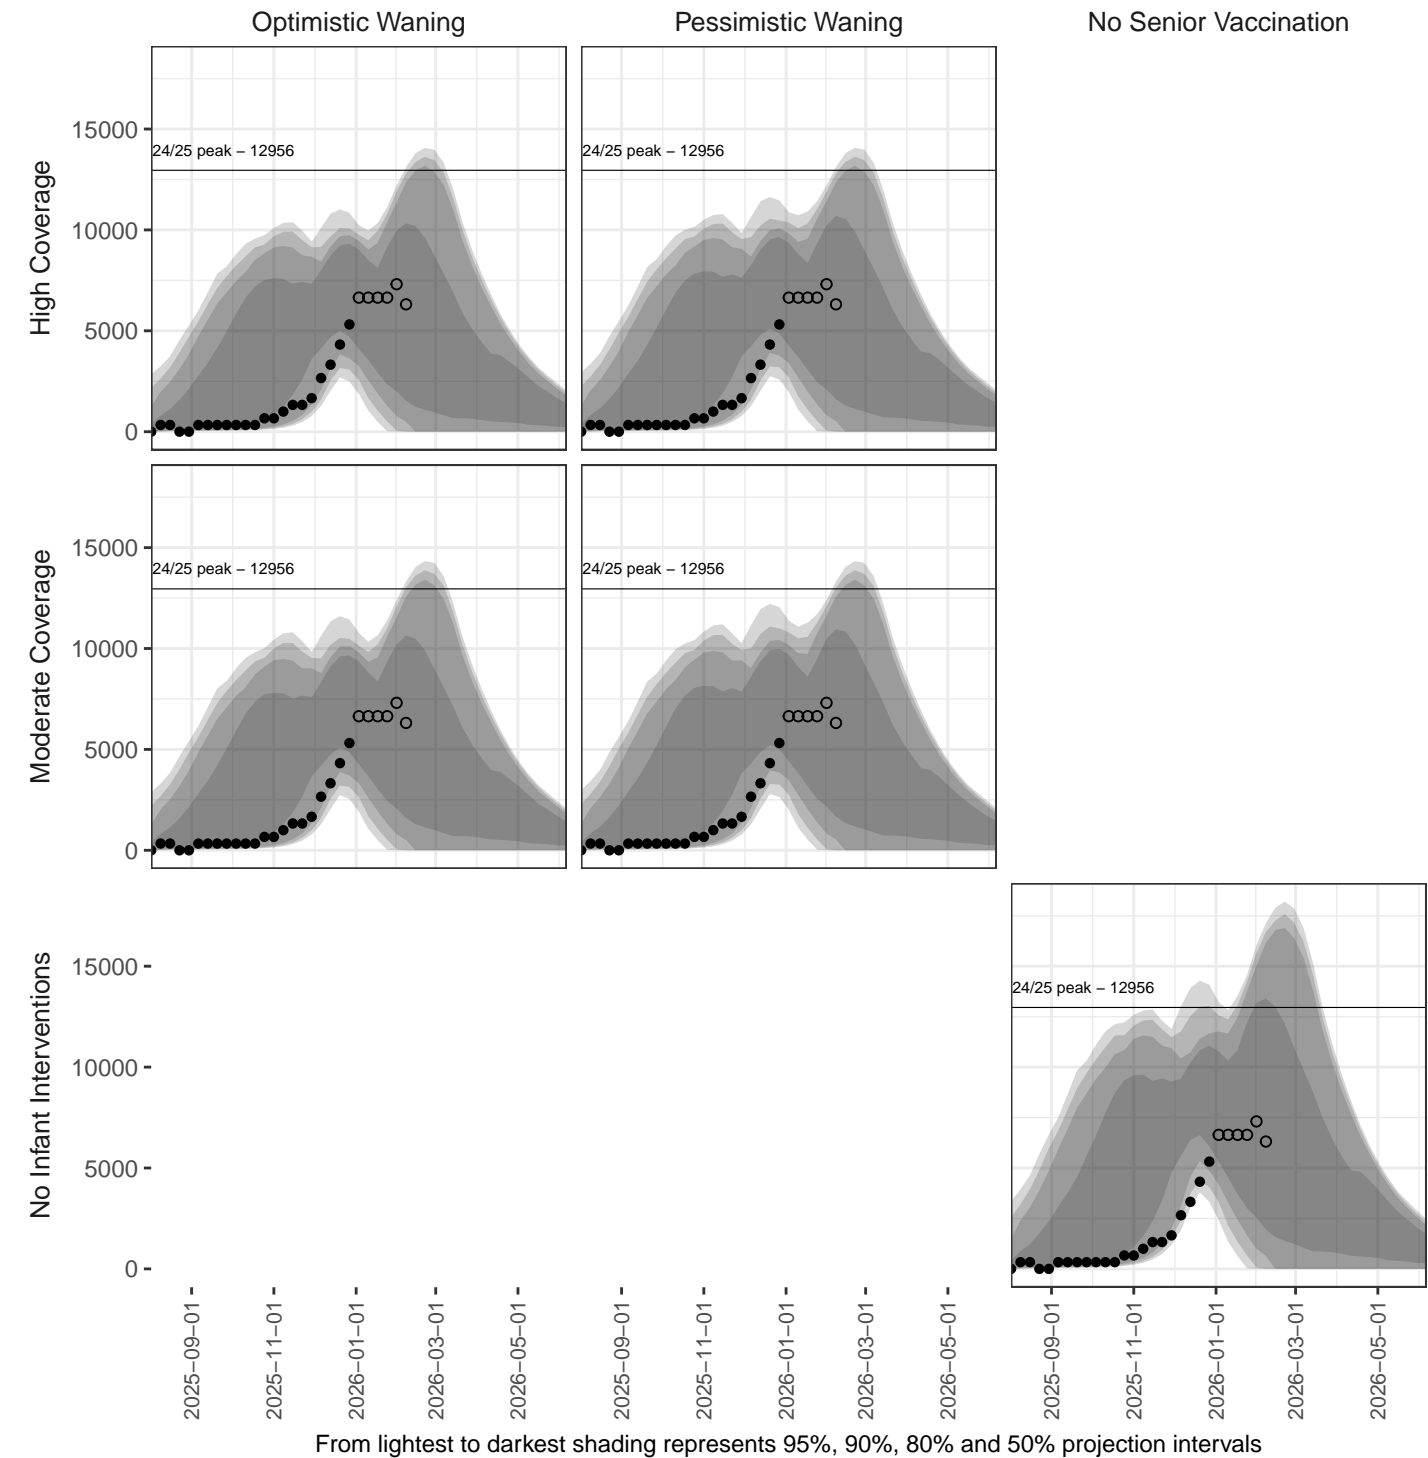 Optimistic Waning
Pessimistic Waning
No Senior Vaccination
High Coverage
15000
10000
5000
0
24/25 peak – 12956
24/25 peak – 12956
Moderate Coverage
15000
10000
5000
0
24/25 peak – 12956
24/25 peak – 12956
No Infant Interventions
15000
10000
5000
0
24/25 peak – 12956
2025–09–01
2025–11–01
2026–01–01
2026–03–01
2026–05–01
2025–09–01
2025–11–01
2026–01–01
2026–03–01
2026–05–01
2025–09–01
2025–11–01
2026–01–01
2026–03–01
2026–05–01
From lightest to darkest shading represents 95%, 90%, 80% and 50% projection intervals